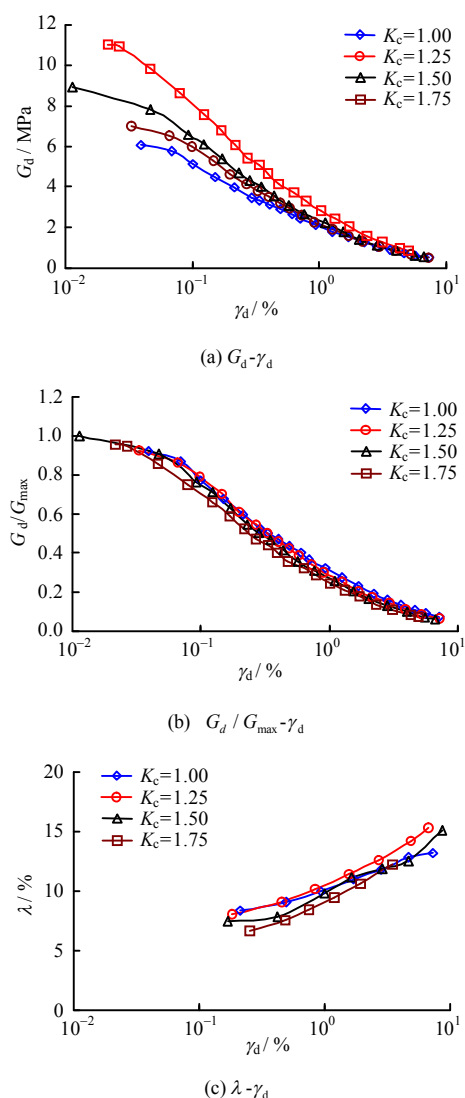 12
10
8
6
4
2
0
G_d / MPa
K_c=1.00
K_c=1.25
K_c=1.50
K_c=1.75
10^-2 10^-1 10^0 10^1
γ_d / %
(a) G_d-γ_d
1.2
1.0
0.8
0.6
0.4
0.2
0.0
G_d/G_max
K_c=1.00
K_c=1.25
K_c=1.50
K_c=1.75
10^-2 10^-1 10^0 10^1
γ_d / %
(b) G_d / G_max-γ_d
20
15
10
5
0
λ / %
K_c=1.00
K_c=1.25
K_c=1.50
K_c=1.75
10^-2 10^-1 10^0 10^1
γ_d / %
(c) λ-γ_d